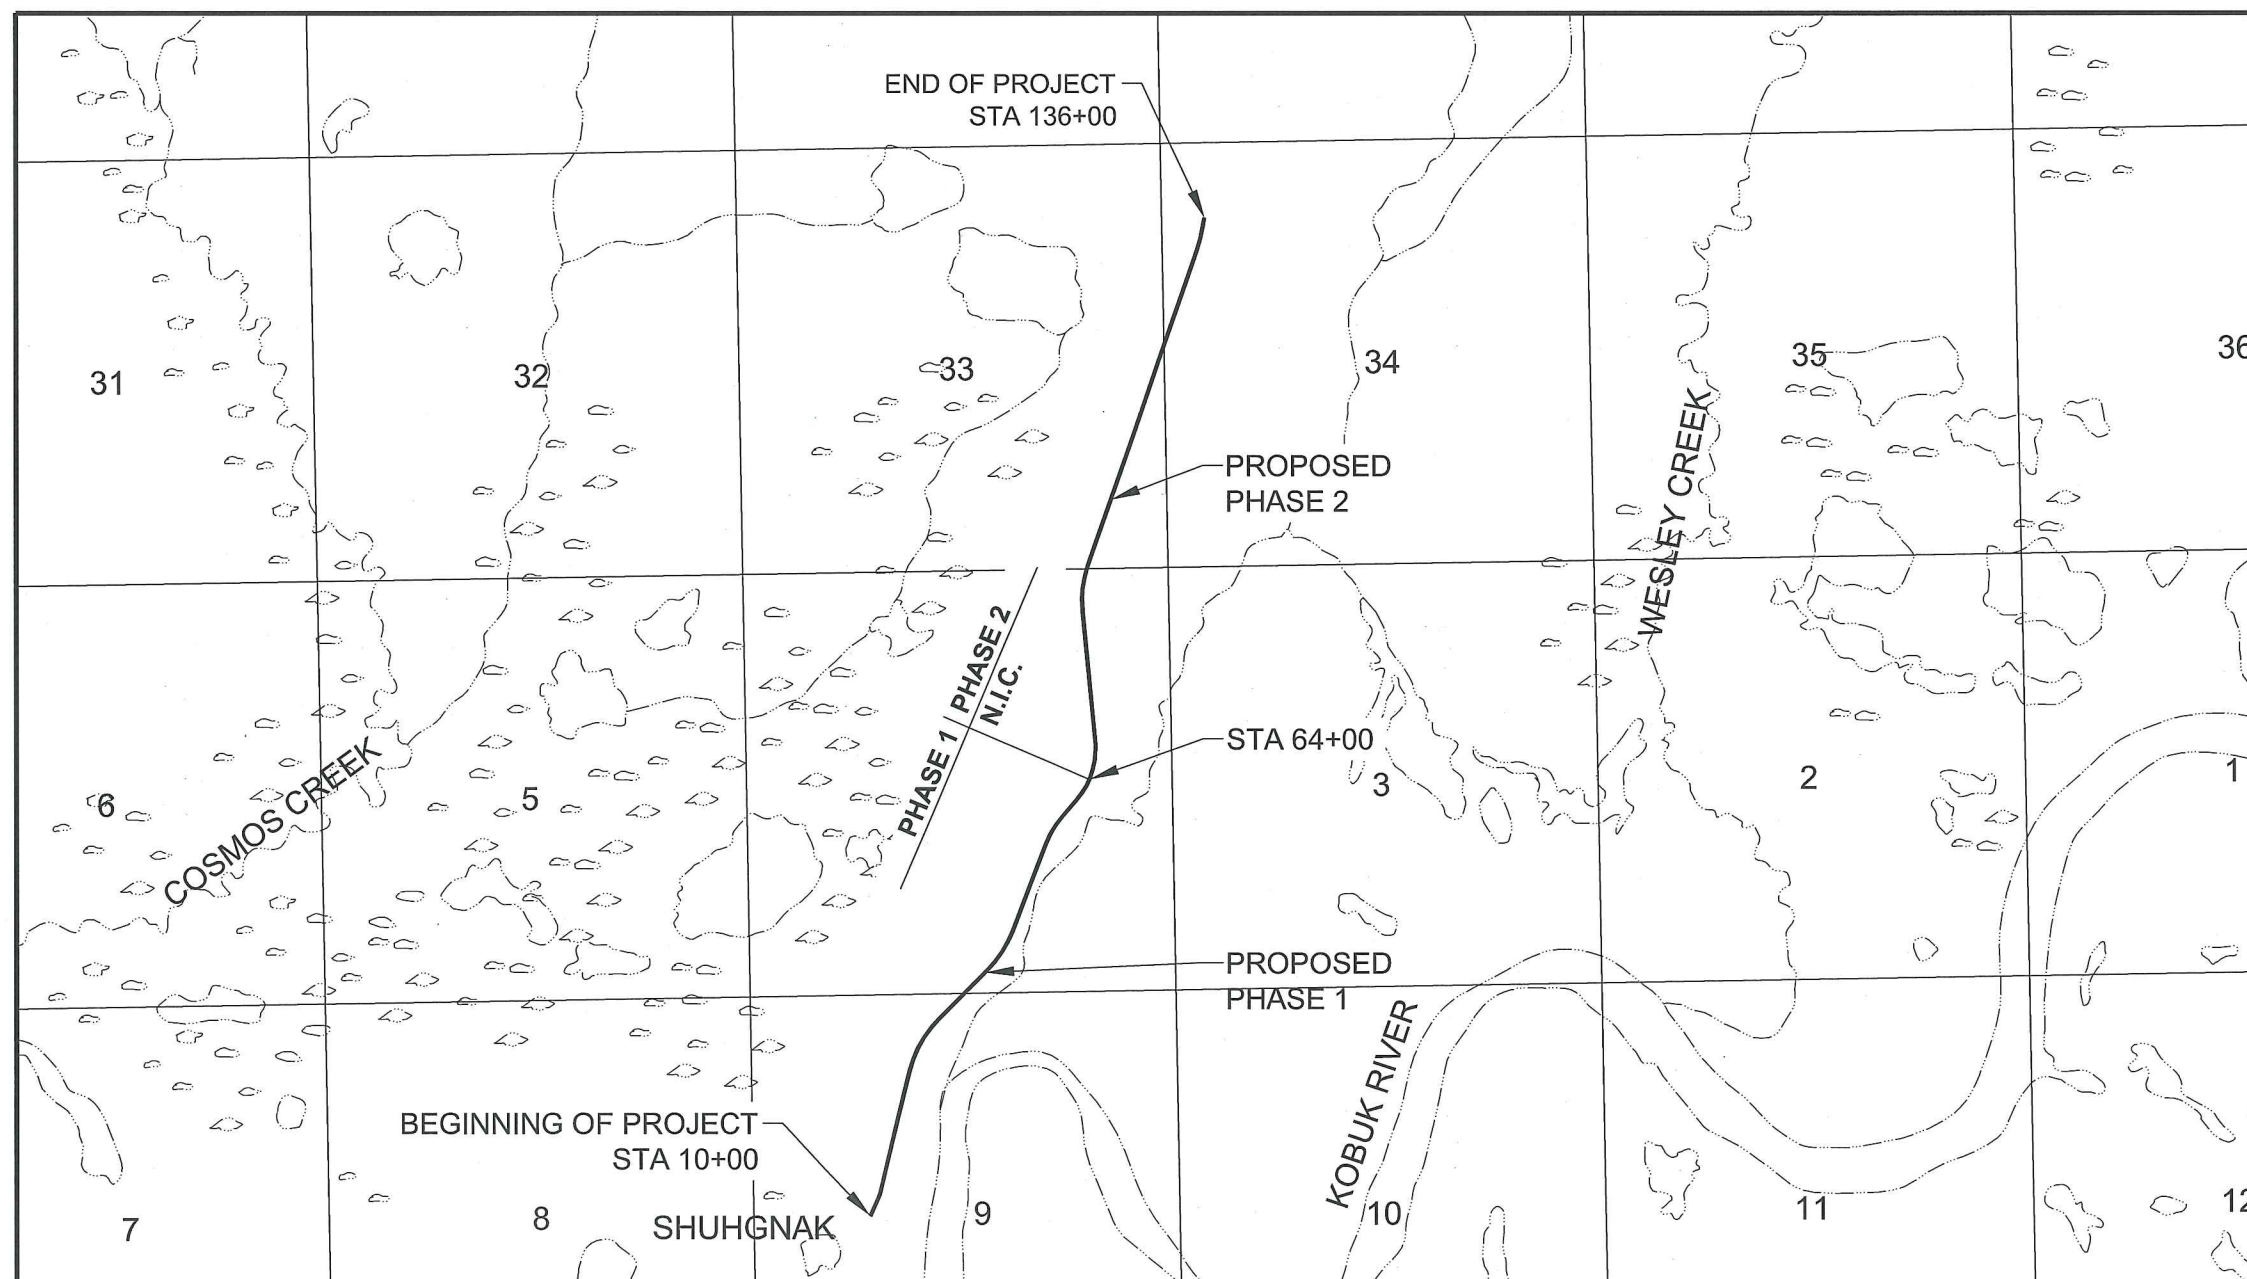 END OF PROJECT
STA 136+00
31
32
33
34
35
36
PROPOSED
PHASE 2
WESLEY CREEK
PHASE 1
PHASE 2
N.I.C.
STA 64+00
COSMOS CREEK
6
5
3
2
1
PROPOSED
PHASE 1
KOBUK RIVER
BEGINNING OF PROJECT
STA 10+00
SHUHGNAK
7
8
9
10
11
12